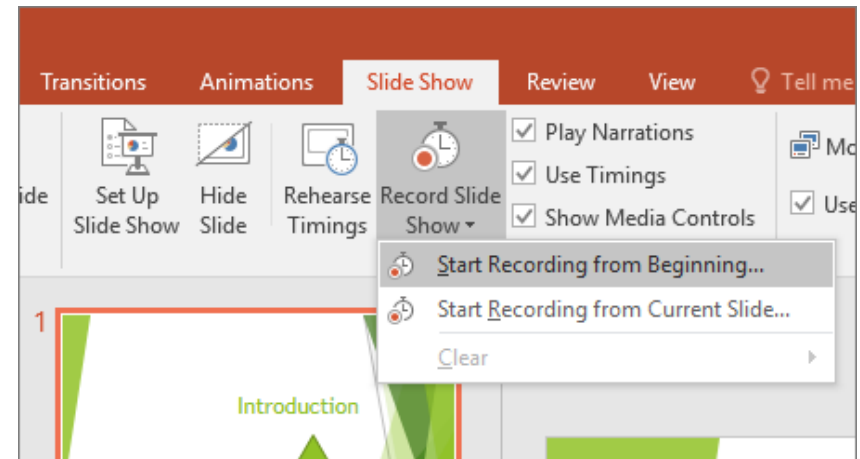 Transitions Animations Slide Show Review View Tell me
Set Up Slide Show
Hide Slide
Rehearse Timings
Record Slide Show
Play Narrations
Use Timings
Show Media Controls
Start Recording from Beginning...
Start Recording from Current Slide...
Clear
1
Introduction